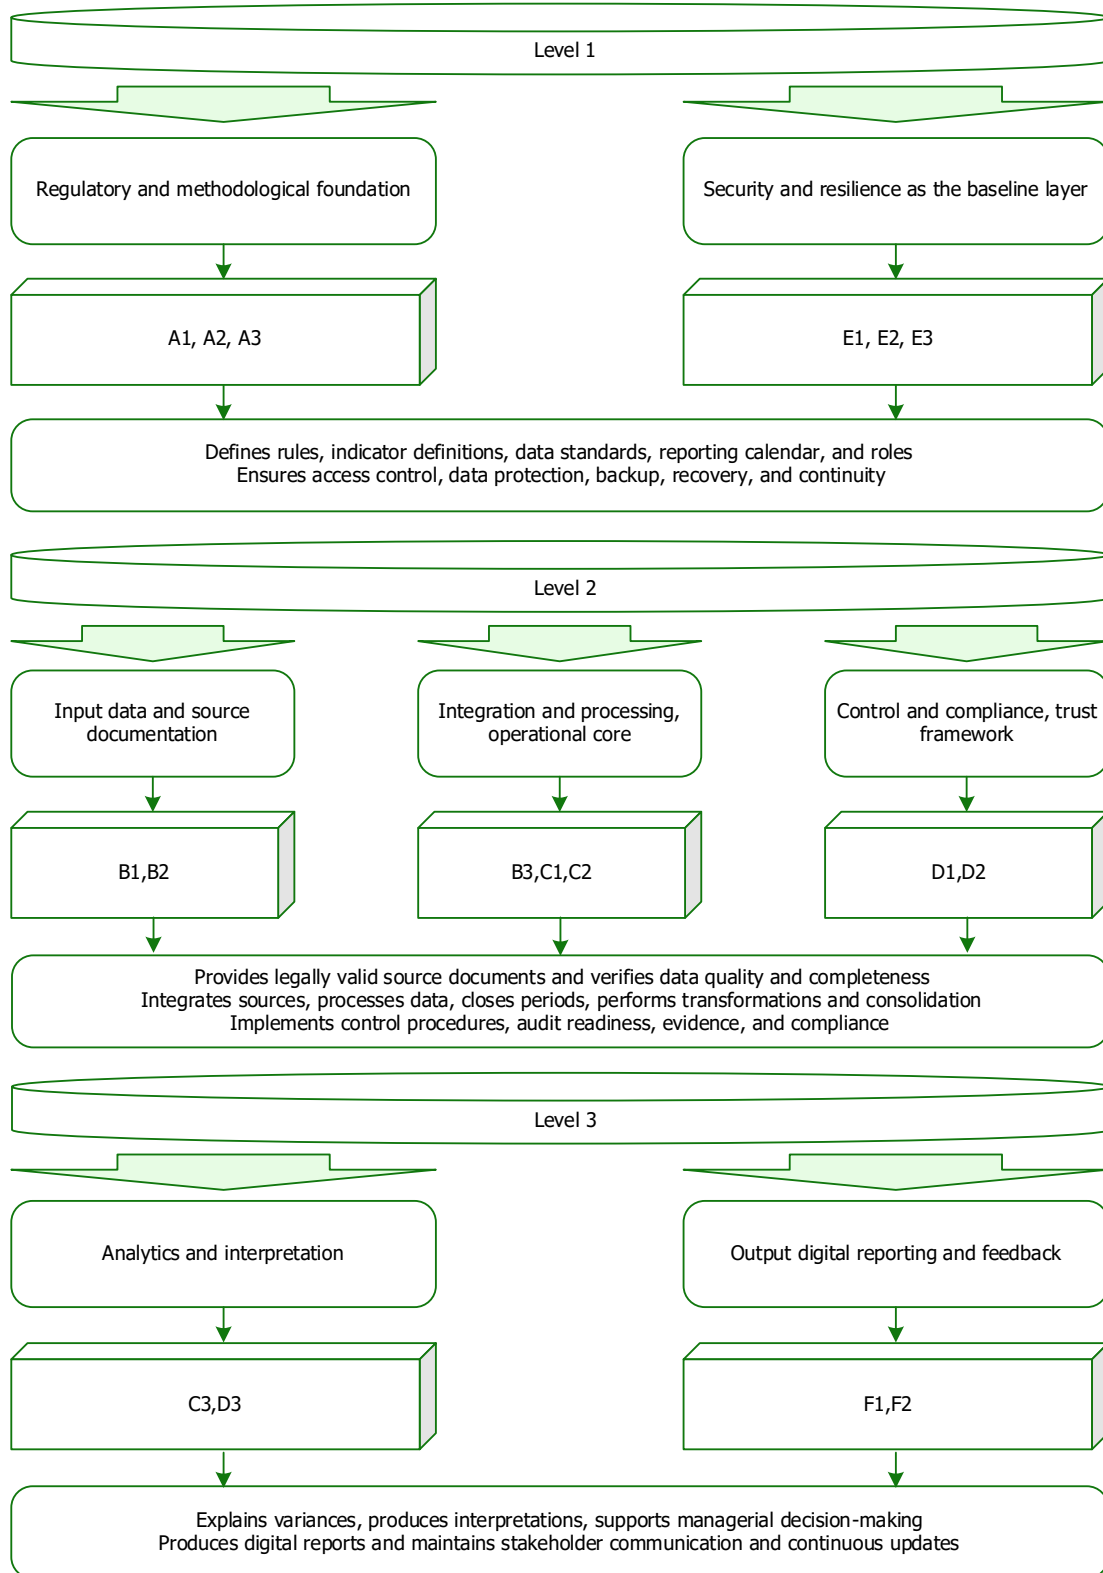 Level 1
Regulatory and methodological foundation
Security and resilience as the baseline layer
A1, A2, A3
E1, E2, E3
Defines rules, indicator definitions, data standards, reporting calendar, and roles
Ensures access control, data protection, backup, recovery, and continuity
Level 2
Input data and source
documentation
Integration and processing,
operational core
Control and compliance, trust
framework
B1,B2
B3,C1,C2
D1,D2
Provides legally valid source documents and verifies data quality and completeness
Integrates sources, processes data, closes periods, performs transformations and consolidation
Implements control procedures, audit readiness, evidence, and compliance
Level 3
Analytics and interpretation
Output digital reporting and feedback
C3,D3
F1,F2
Explains variances, produces interpretations, supports managerial decision-making
Produces digital reports and maintains stakeholder communication and continuous updates